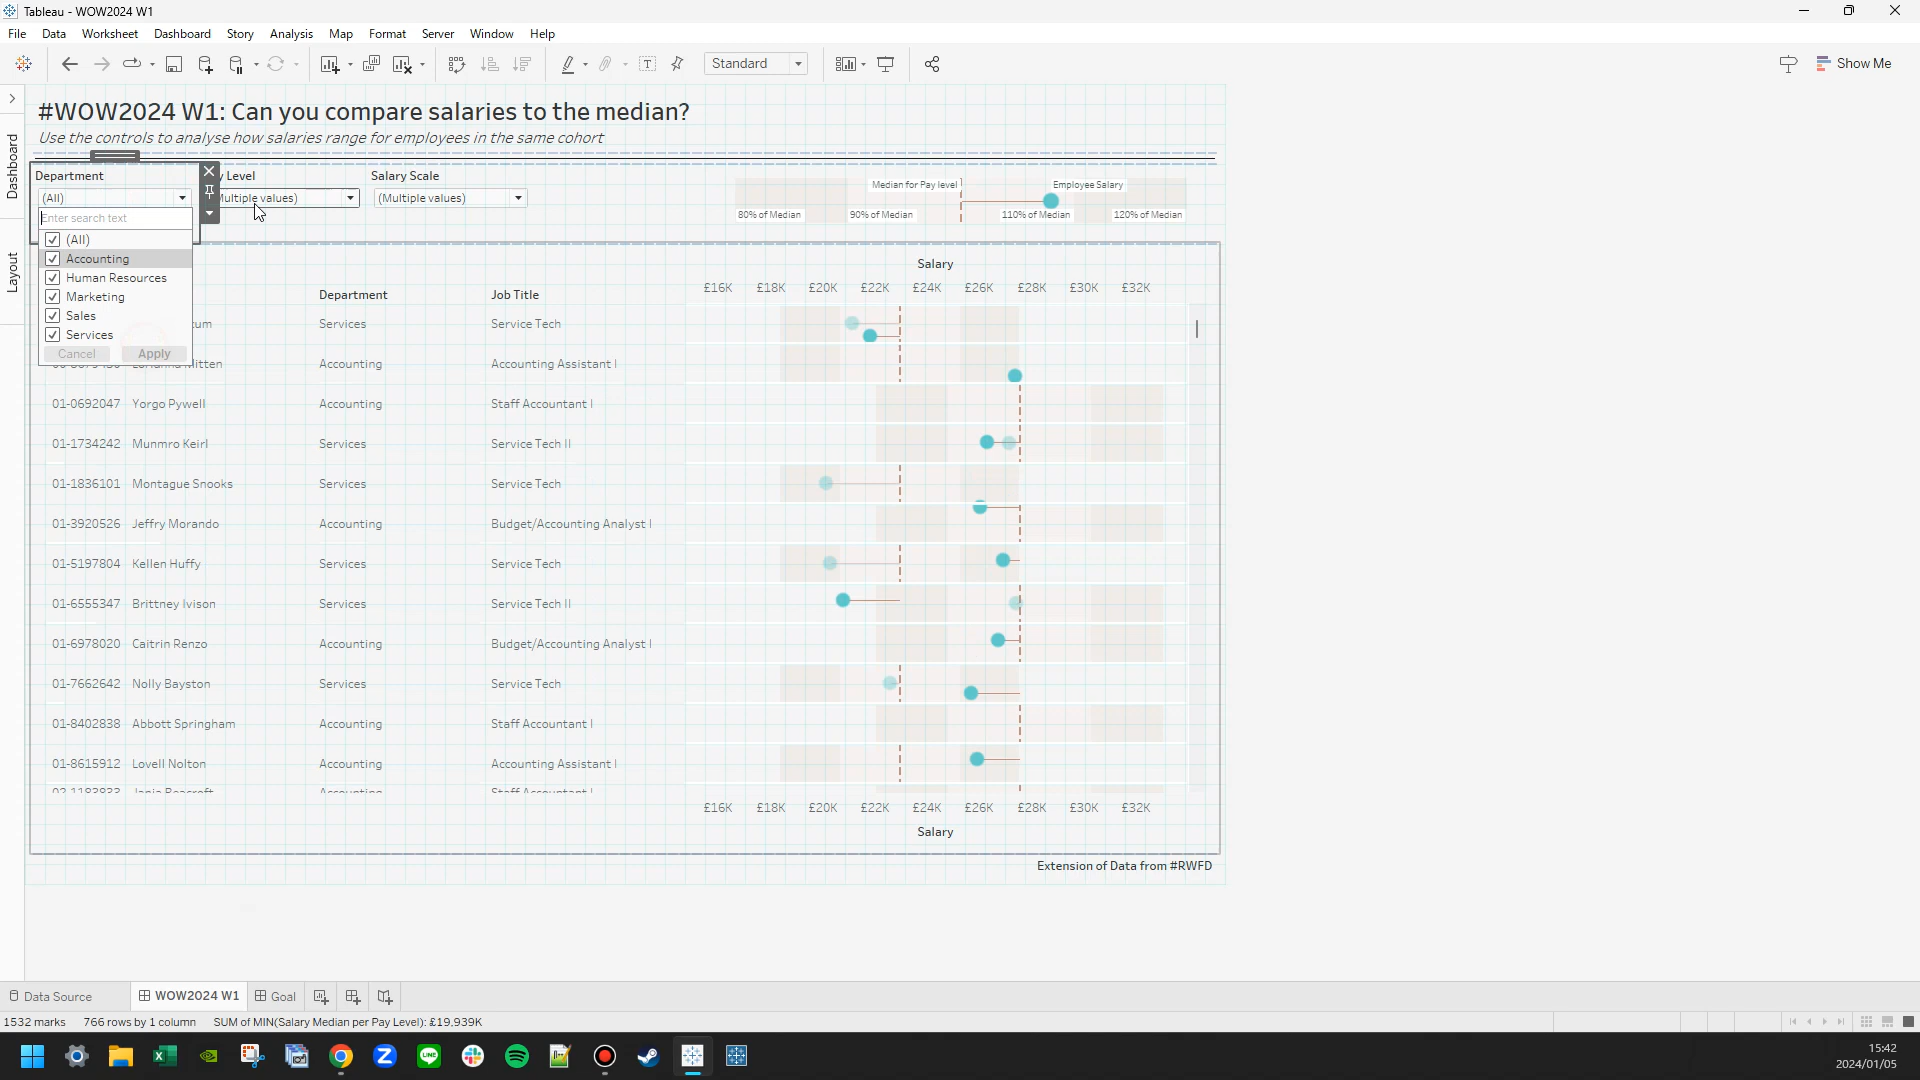 Tableau - WOW2024 W1
File Data Worksheet Dashboard Story Analysis Map Format Server Window Help
Standard Show Me
#WOW2024 W1: Can you compare salaries to the median?
Use the controls to analyse how salaries range for employees in the same cohort
Dashboard
Layout
Department y Level Salary Scale
(All) Multiple values) (Multiple values)
Median for Pay level Employee Salary
80% of Median 90% of Median 110% of Median 120% of Median
Enter search text
(All)
Accounting
Human Resources
Marketing
Sales
Services
Cancel Apply
Salary
£16K £18K £20K £22K £24K £26K £28K £30K £32K
Department Job Title
tum Services Service Tech
itten Accounting Accounting Assistant I
01-0692047 Yorgo Pywell Accounting Staff Accountant I
01-1734242 Munmro Keirl Services Service Tech II
01-1836101 Montague Snooks Services Service Tech
01-3920526 Jeffry Morando Accounting Budget/Accounting Analyst I
01-5197804 Kellen Huffy Services Service Tech
01-6555347 Brittney Ivison Services Service Tech II
01-6978020 Caitrin Renzo Accounting Budget/Accounting Analyst I
01-7662642 Nolly Bayston Services Service Tech
01-8402838 Abbott Springham Accounting Staff Accountant I
01-8615912 Lovell Nolton Accounting Accounting Assistant I
Accounting Staff Accountant I
£16K £18K £20K £22K £24K £26K £28K £30K £32K
Salary
Extension of Data from #RWFD
Data Source WOW2024 W1 Goal
1532 marks 766 rows by 1 column SUM of MIN(Salary Median per Pay Level): £19,939K
15:42
2024/01/05